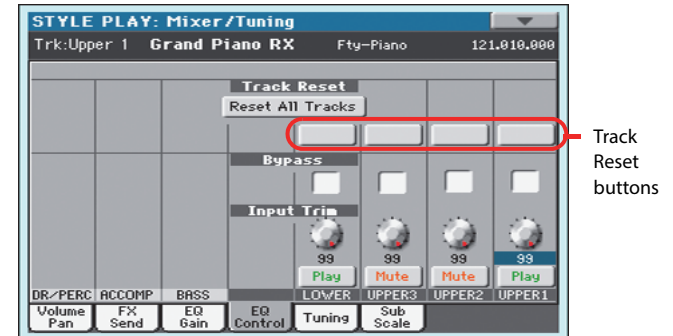 STYLE PLAY: Mixer/Tuning
Trk:Upper 1 Grand Piano RX Fty-Piano 121.010.000
Track Reset
Reset All Tracks
Track
Reset
buttons
Bypass
Input Trim
99 99 99 99
Play Mute Mute Play
DR/PERC ACCOMP BASS LOWER UPPER3 UPPER2 UPPER1
Volume Pan FX Send EQ Gain EQ Control Tuning Sub Scale